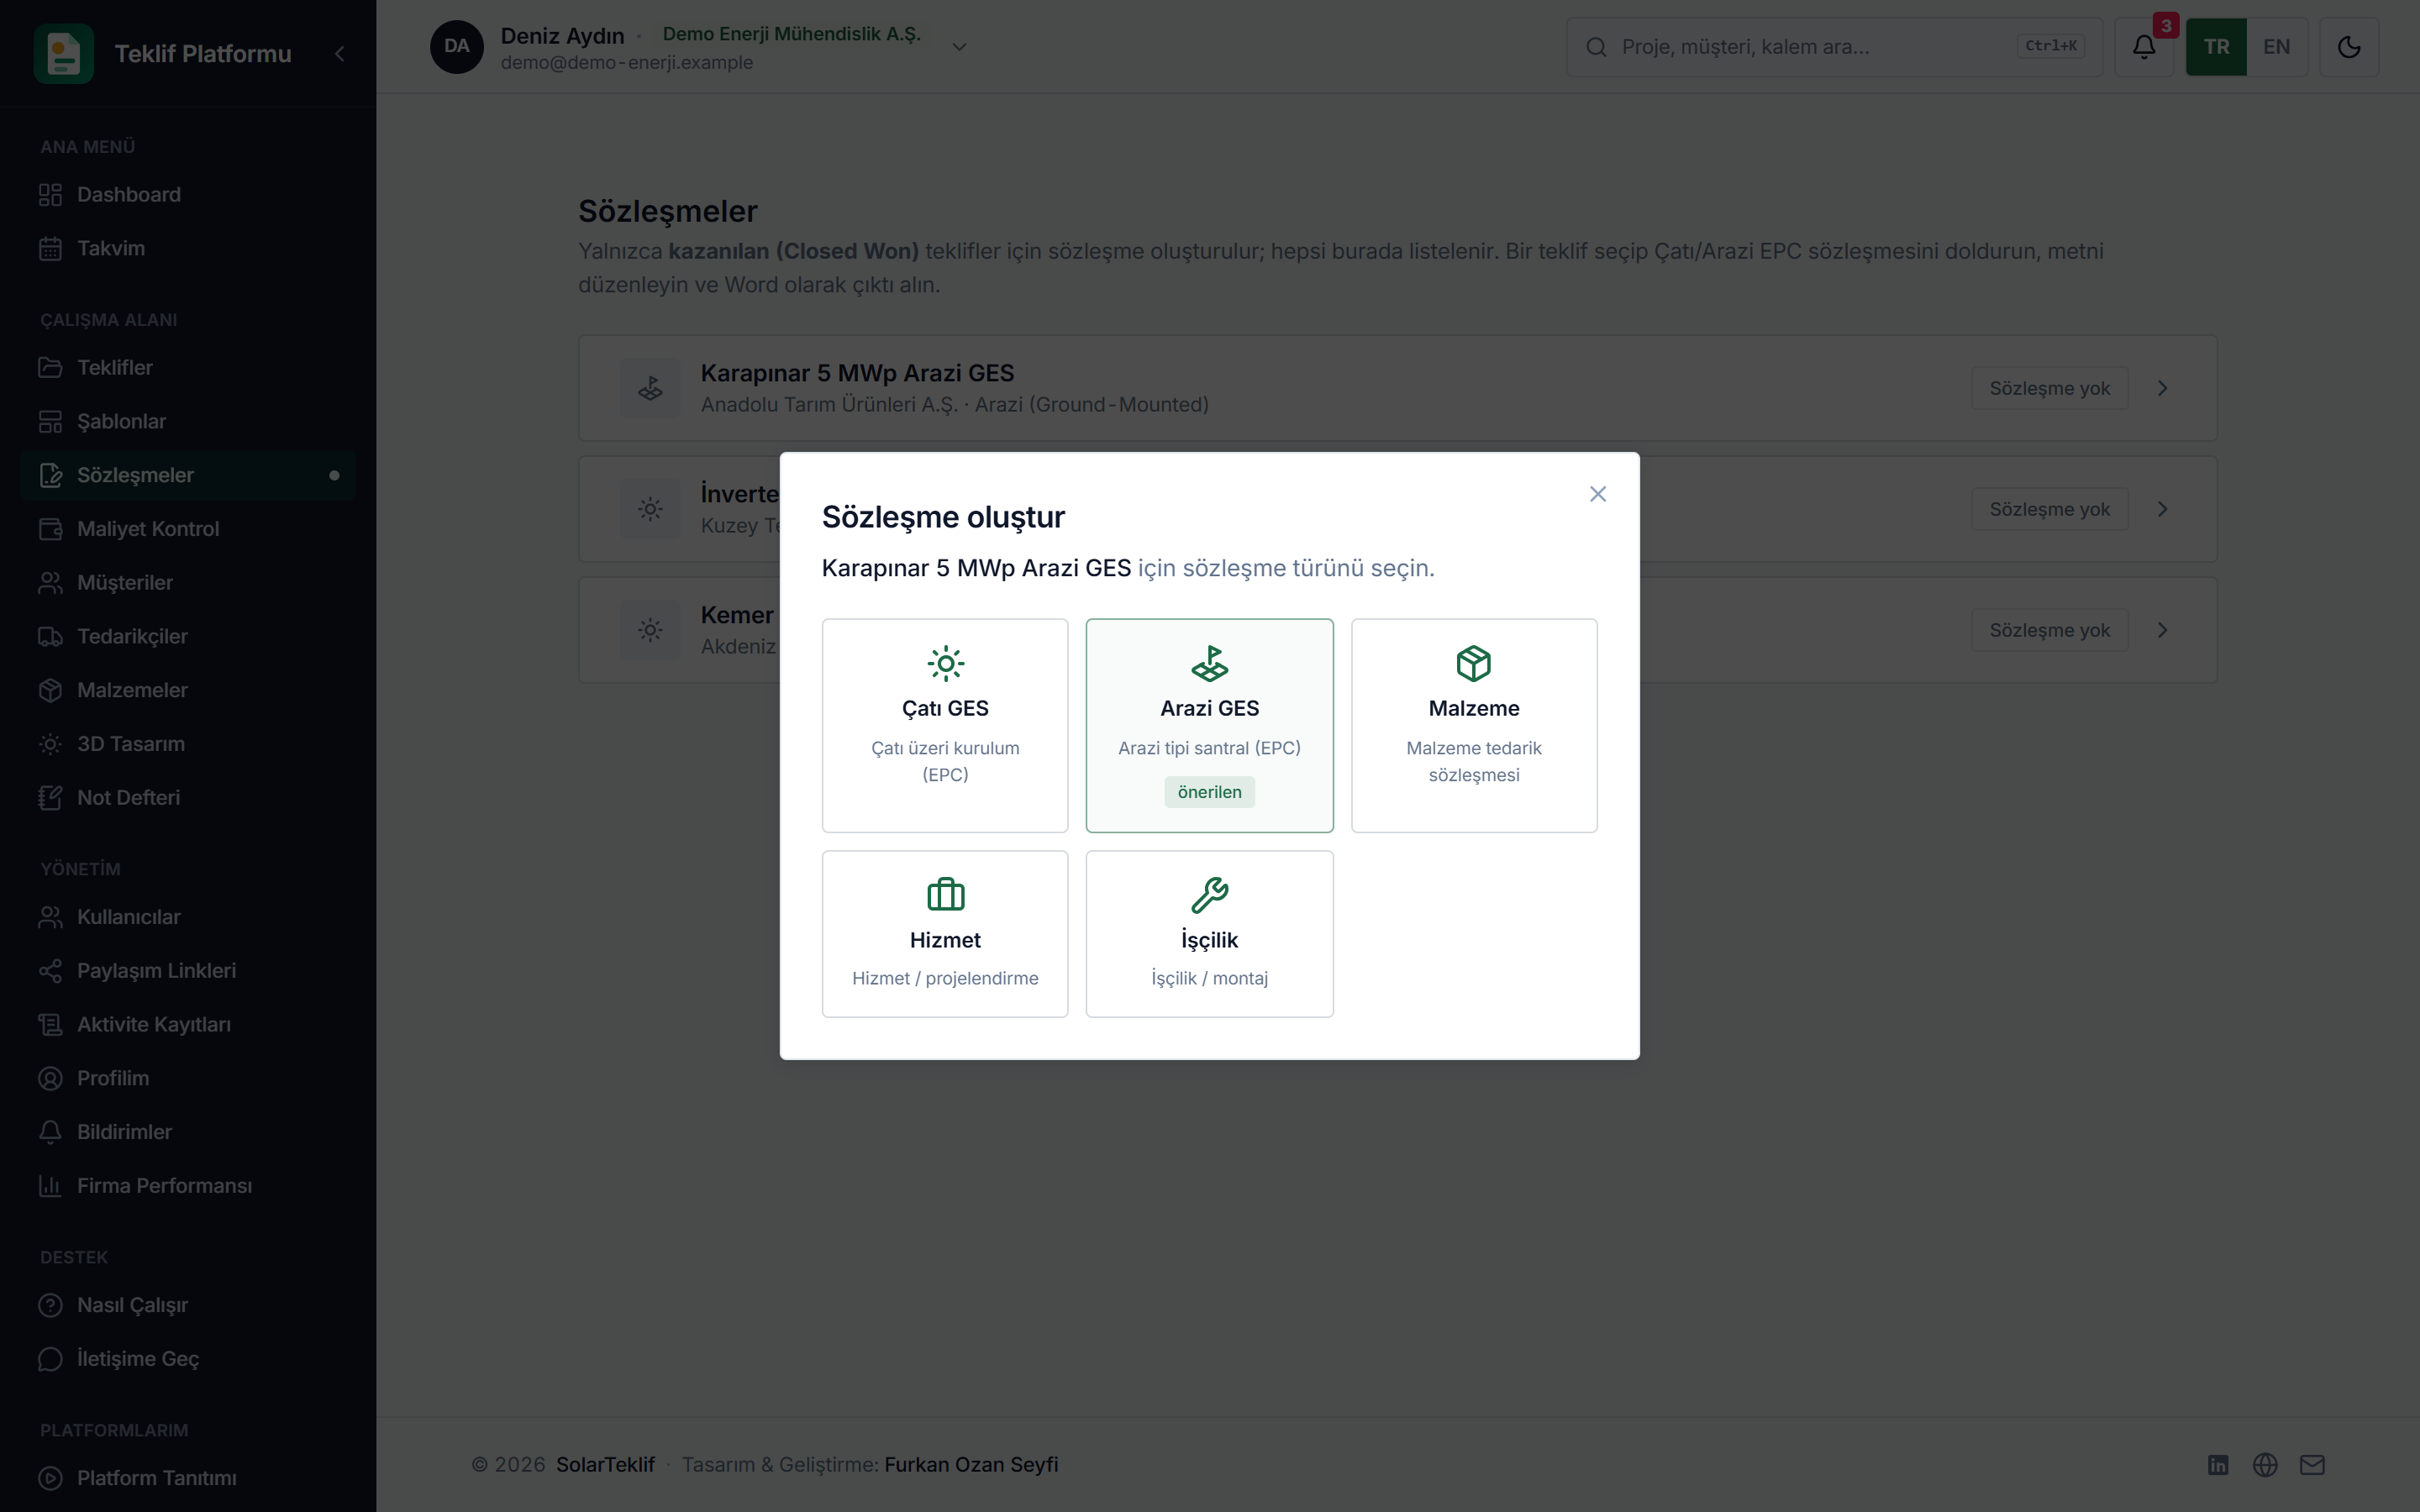 Teklif Platformu
ANA MENÜ
Dashboard
Takvim
ÇALIŞMA ALANI
Teklifler
Şablonlar
Sözleşmeler
Maliyet Kontrol
Müşteriler
Tedarikçiler
Malzemeler
3D Tasarım
Not Defteri
YÖNETİM
Kullanıcılar
Paylaşım Linkleri
Aktivite Kayıtları
Profilim
Bildirimler
Firma Performansı
DESTEK
Nasıl Çalışır
İletişime Geç
PLATFORMLARIM
Platform Tanıtımı
DA
Deniz Aydın · Demo Enerji Mühendislik A.Ş.
demo@demo-enerji.example
Proje, müşteri, kalem ara... Ctrl+K
3
TR EN
Sözleşmeler
Yalnızca kazanılan (Closed Won) teklifler için sözleşme oluşturulur; hepsi burada listelenir. Bir teklif seçip Çatı/Arazi EPC sözleşmesini doldurun, metni
düzenleyin ve Word olarak çıktı alın.
Karapınar 5 MWp Arazi GES
Anadolu Tarım Ürünleri A.Ş. · Arazi (Ground-Mounted)
Sözleşme yok
İnverte
Kuzey Te
Sözleşme yok
Kemer
Akdeniz
Sözleşme yok
Sözleşme oluştur
Karapınar 5 MWp Arazi GES için sözleşme türünü seçin.
Çatı GES
Çatı üzeri kurulum
(EPC)
Arazi GES
Arazi tipi santral (EPC)
önerilen
Malzeme
Malzeme tedarik
sözleşmesi
Hizmet
Hizmet / projelendirme
İşçilik
İşçilik / montaj
© 2026 SolarTeklif · Tasarım & Geliştirme: Furkan Ozan Seyfi